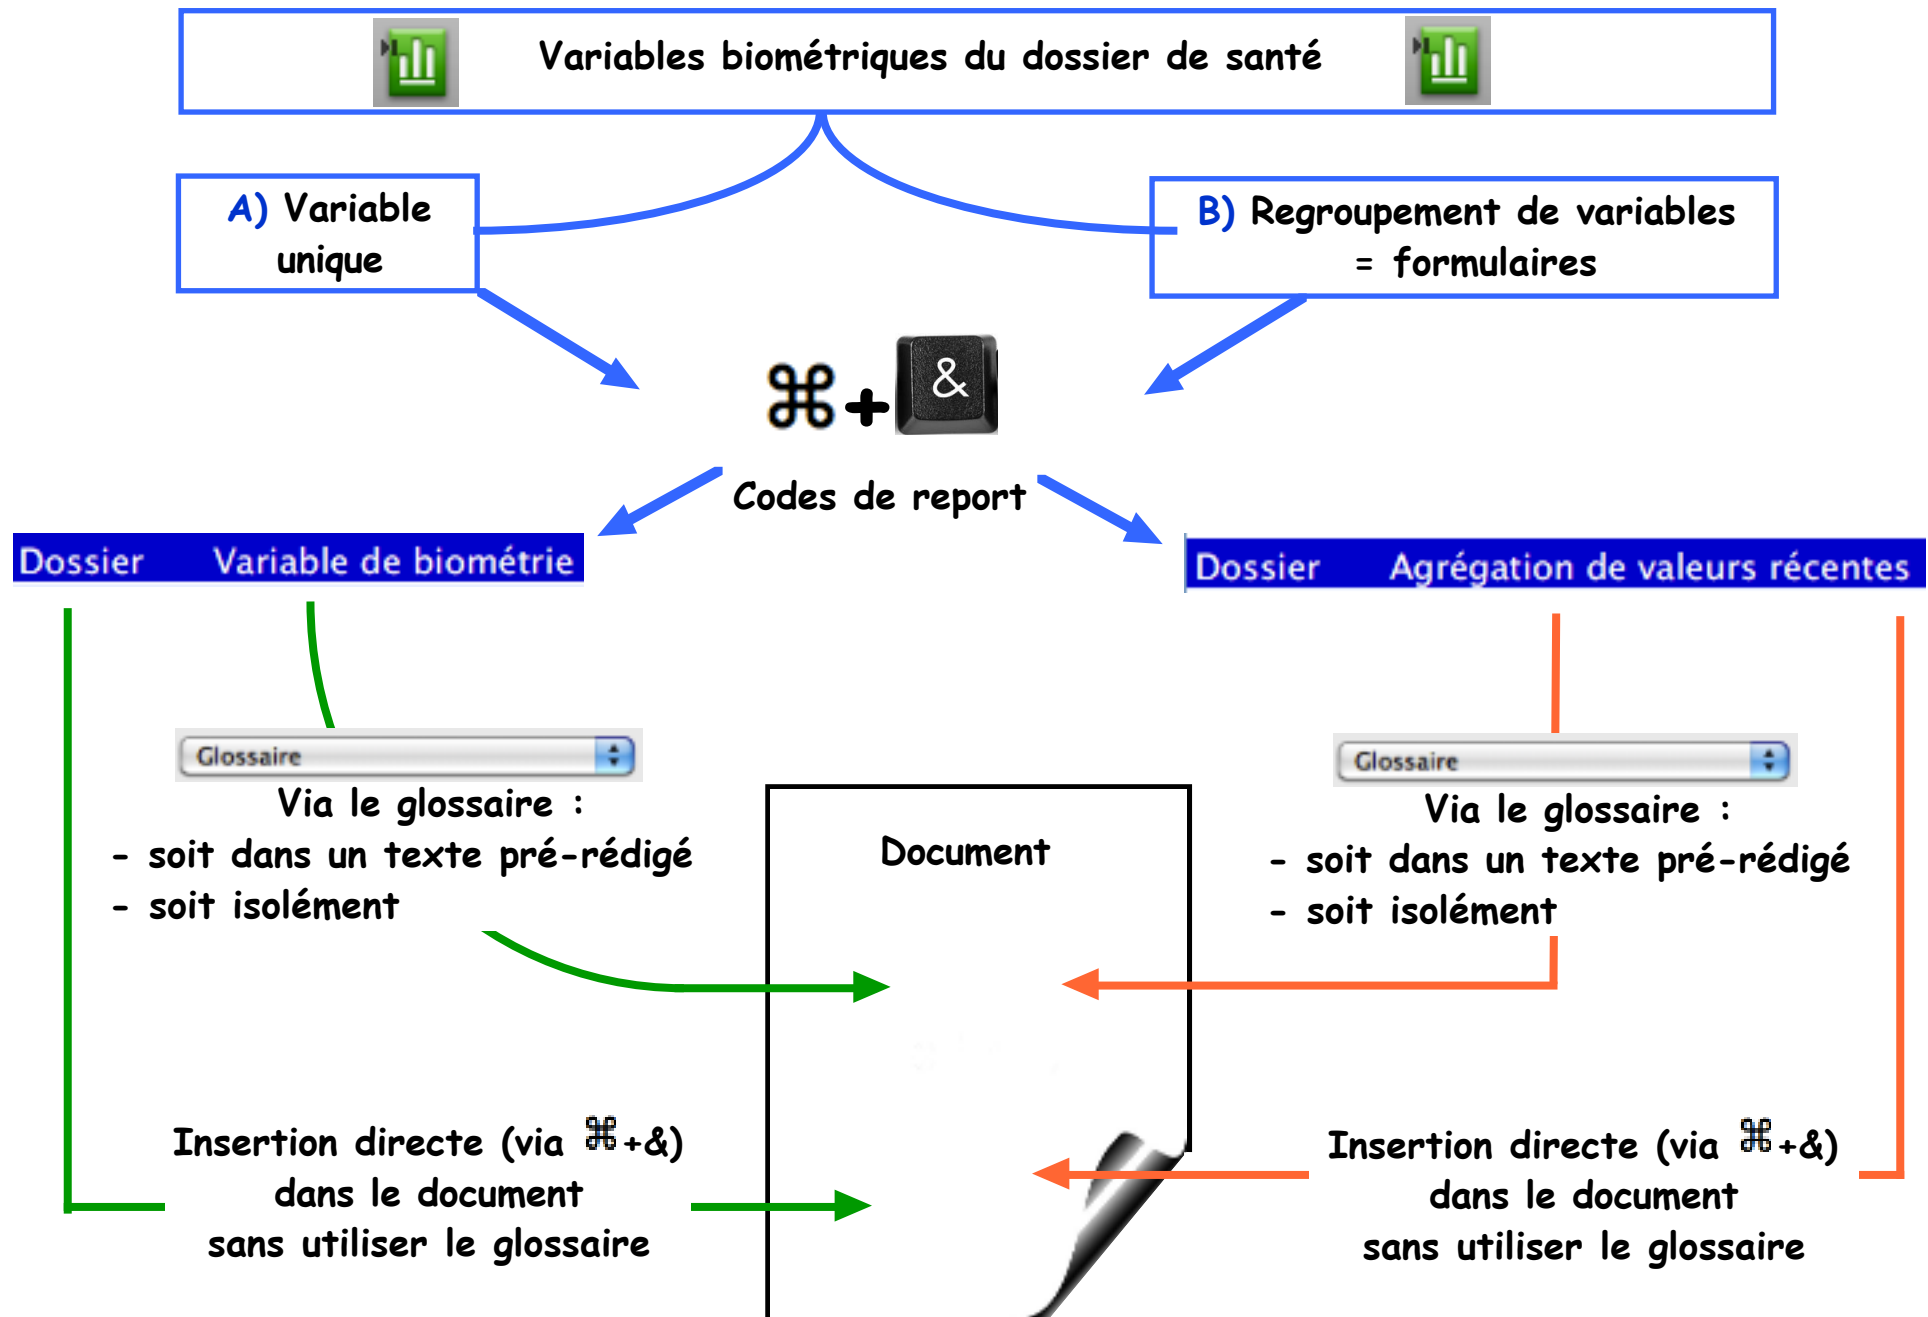 Variables biométriques du dossier de santé
A) Variable
unique
B) Regroupement de variables
= formulaires
⌘+&
Codes de report
Dossier Variable de biométrie
Dossier Agrégation de valeurs récentes
Glossaire
Via le glossaire :
- soit dans un texte pré-rédigé
- soit isolément
Document
Glossaire
Via le glossaire :
- soit dans un texte pré-rédigé
- soit isolément
Insertion directe (via ⌘+&)
dans le document
sans utiliser le glossaire
Insertion directe (via ⌘+&)
dans le document
sans utiliser le glossaire